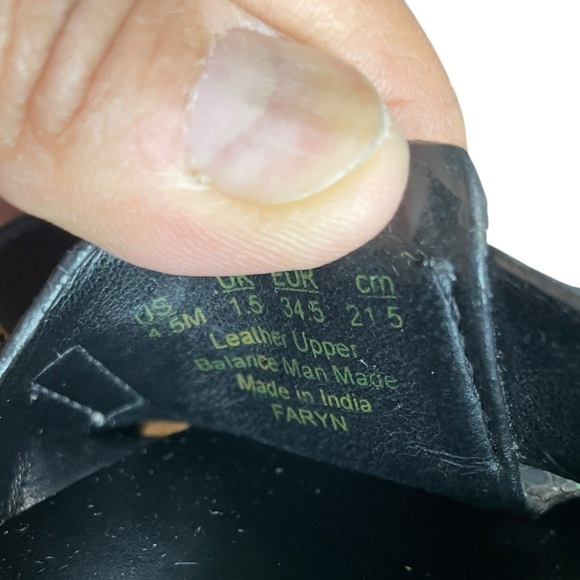 US UK EUR cm
4.5M 1.5 34.5 21.5
Leather Upper
Balance Man Made
Made in India
FARYN